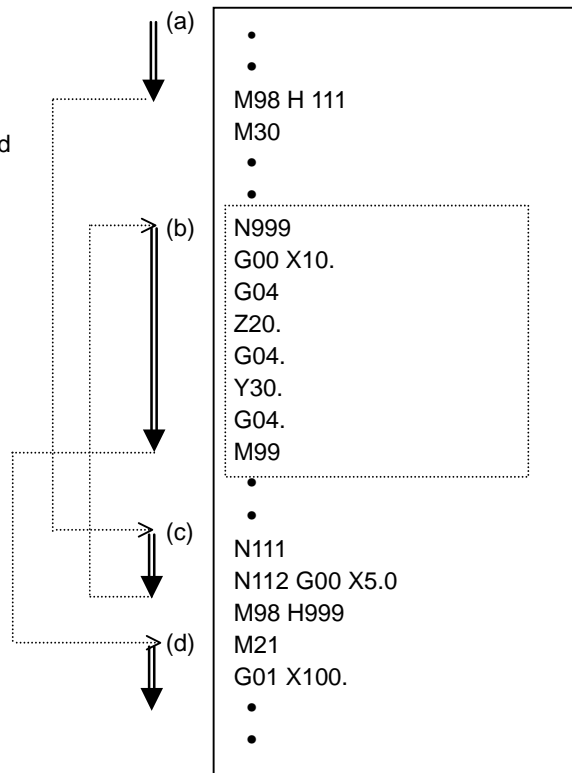 (a)
•
•
M98 H 111
M30
d
•
•
(b)
N999
G00 X10.
G04
Z20.
G04.
Y30.
G04.
M99
•
•
(c)
N111
N112 G00 X5.0
M98 H999
(d)
M21
G01 X100.
•
•